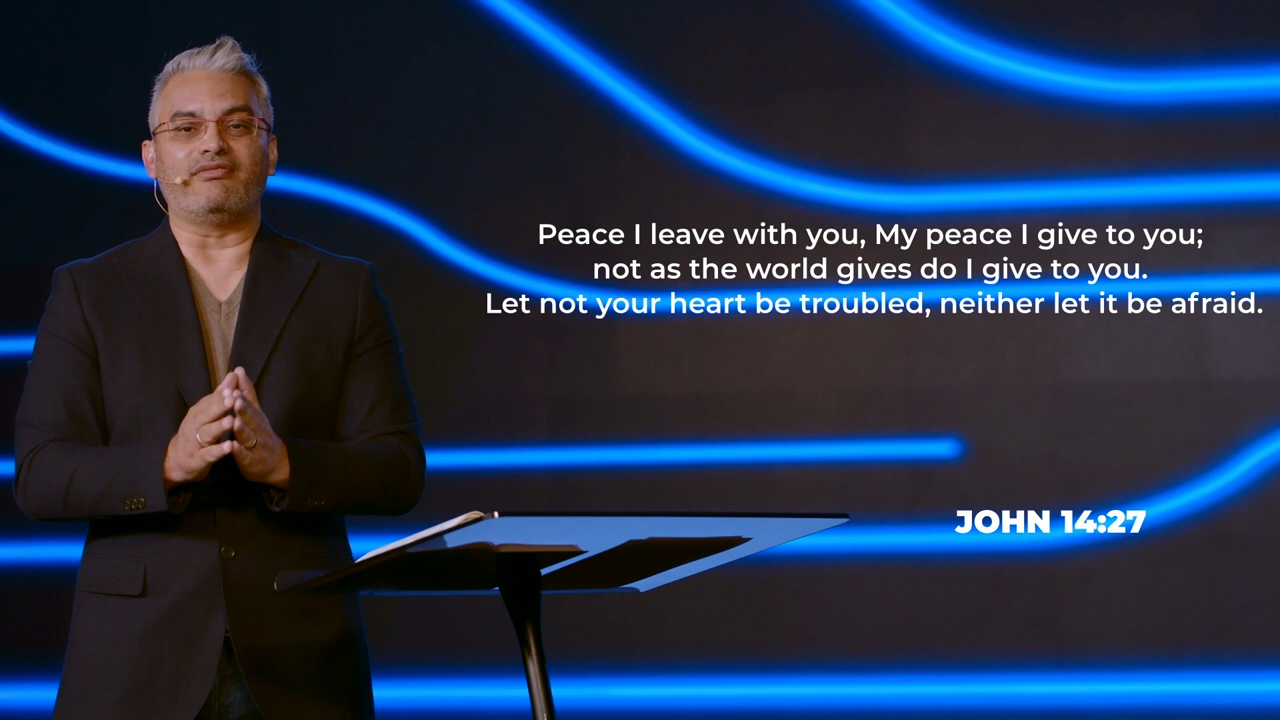 Peace I leave with you, My peace I give to you;
not as the world gives do I give to you.
Let not your heart be troubled, neither let it be afraid.
JOHN 14:27